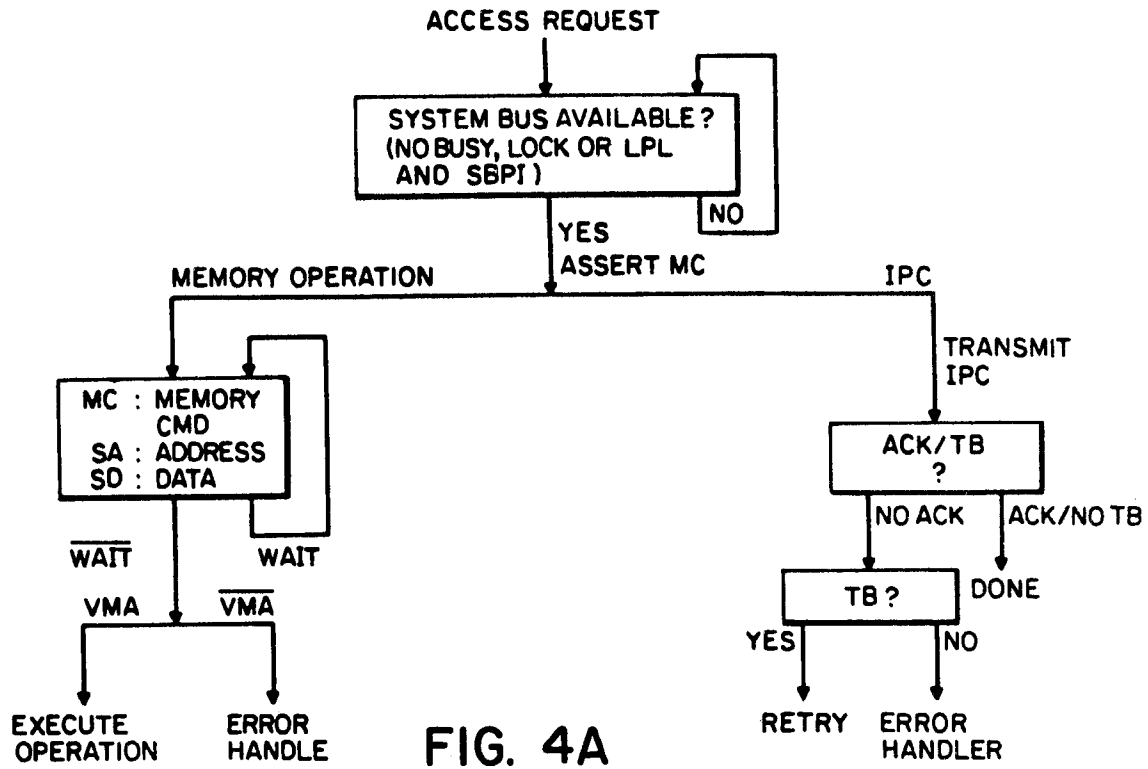 ACCESS REQUEST
SYSTEM BUS AVAILABLE?
(NO BUSY, LOCK OR LPL
AND SBPI)
NO
YES
ASSERT MC
MEMORY OPERATION
IPC
TRANSMIT
IPC
MC : MEMORY
CMD
SA : ADDRESS
SD : DATA
ACK/TB
?
NO ACK
ACK/NO TB
W̅A̅I̅T̅
WAIT
TB ?
DONE
VMA
V̅M̅A̅
YES
NO
EXECUTE
OPERATION
ERROR
HANDLE
RETRY
ERROR
HANDLER
FIG. 4A